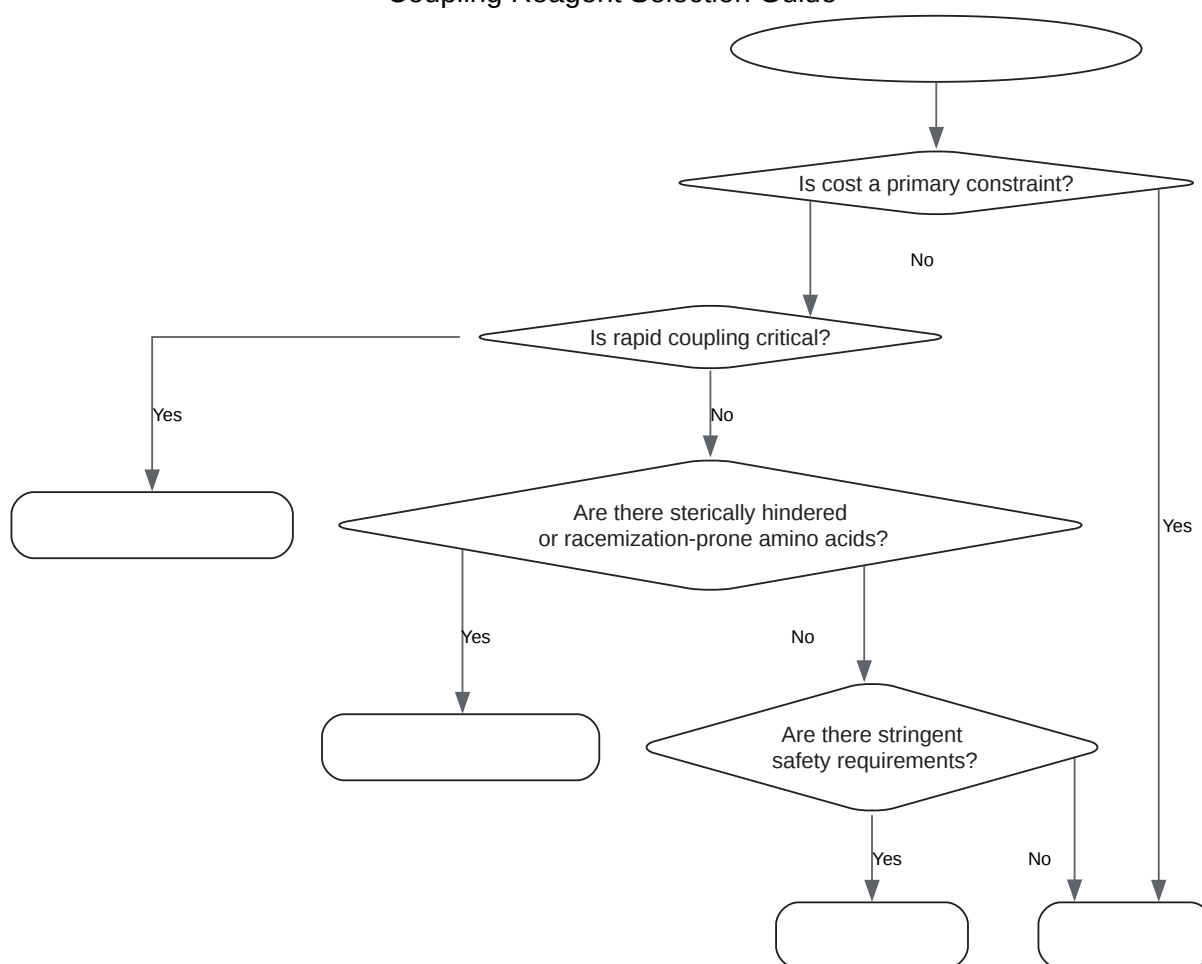 Coupling Reagent Selection Guide
Is cost a primary constraint?
No
Is rapid coupling critical?
Yes
No
Are there sterically hindered
or racemization-prone amino acids?
Yes
Yes
No
Are there stringent
safety requirements?
Yes
No